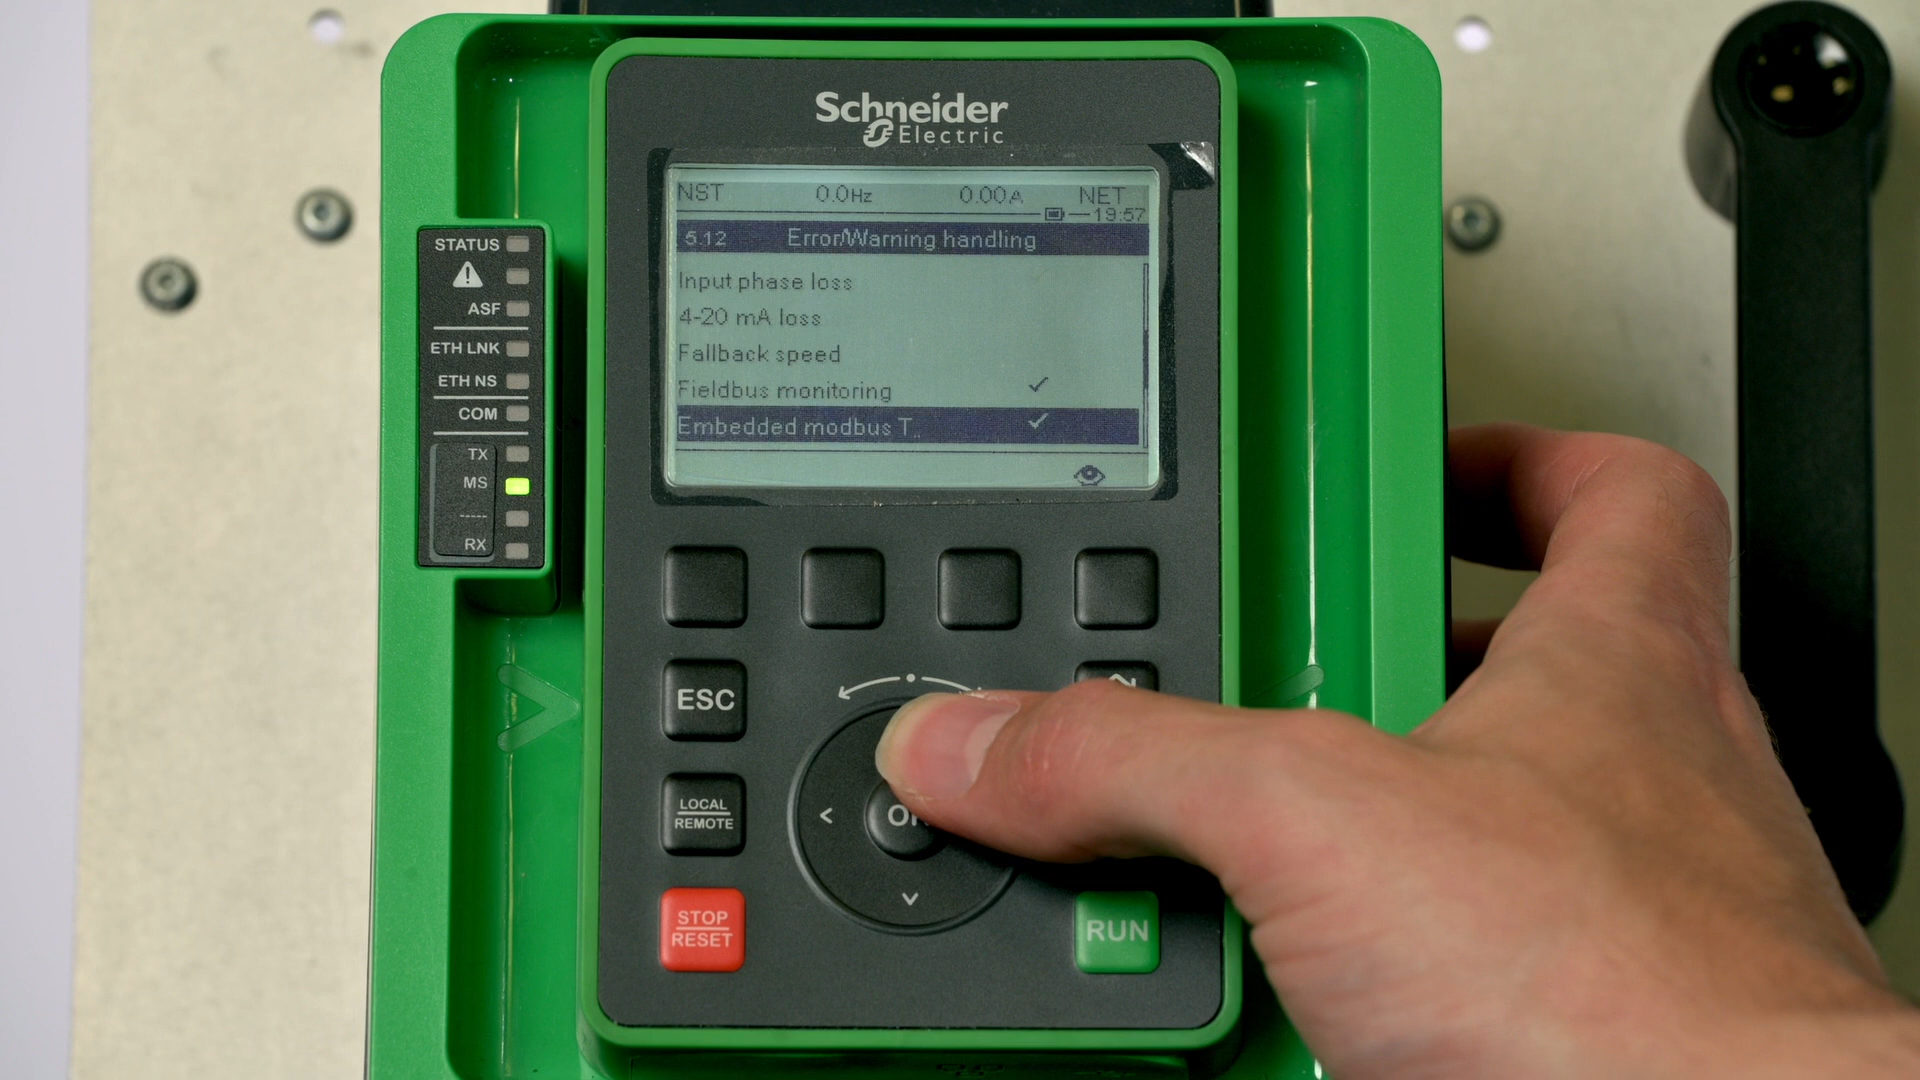 Schneider
Electric
NST 0.0Hz 0.00A NET
19:57
5.12 Error/Warning handling
Input phase loss
4-20 mA loss
Fallback speed
Fieldbus monitoring
Embedded modbus T..
STATUS
ASF
ETH LNK
ETH NS
COM
TX
MS
RX
ESC
LOCAL
REMOTE
STOP
RESET
RUN